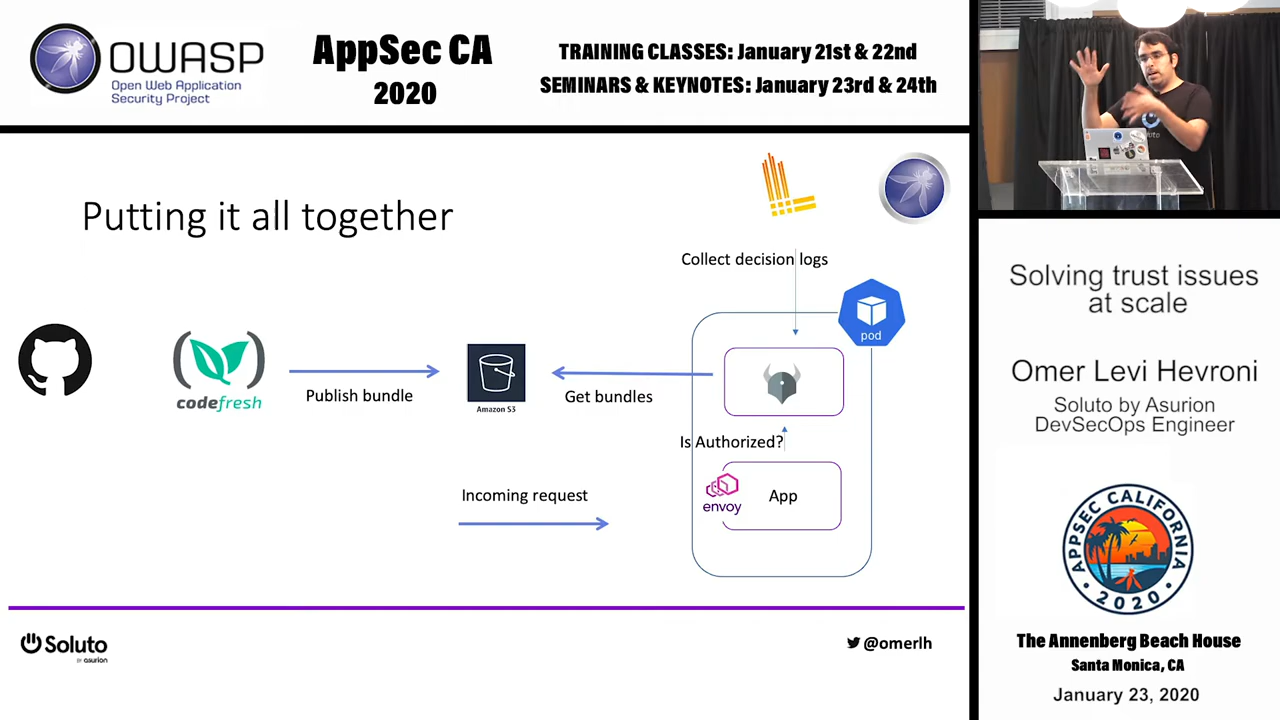 OWASP
Open Web Application
Security Project
AppSec CA
2020
TRAINING CLASSES: January 21st & 22nd
SEMINARS & KEYNOTES: January 23rd & 24th
Putting it all together
Collect decision logs
pod
codefresh
Publish bundle
Amazon S3
Get bundles
Is Authorized?
envoy
App
Incoming request
Soluto
BY asurion
@omerlh
Soluto
Solving trust issues
at scale
Omer Levi Hevroni
Soluto by Asurion
DevSecOps Engineer
APPSEC CALIFORNIA
2020
The Annenberg Beach House
Santa Monica, CA
January 23, 2020